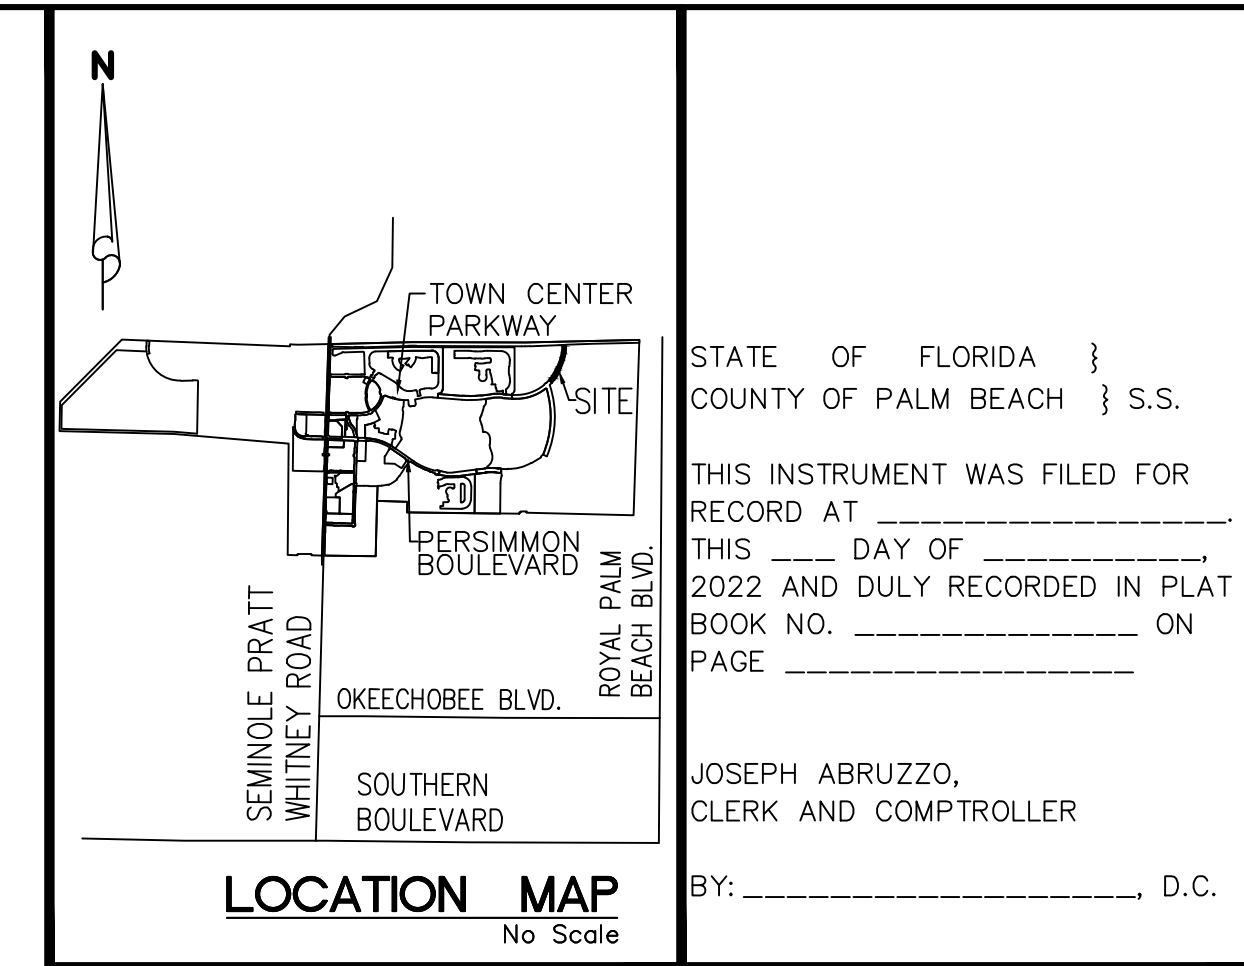 N
TOWN CENTER
PARKWAY
SITE
PERSIMMON
BOULEVARD
ROYAL PALM
BEACH BLVD.
SEMINOLE PRATT
WHITNEY ROAD
OKEECHOBEE BLVD.
SOUTHERN
BOULEVARD
LOCATION MAP
No Scale
STATE OF FLORIDA }
COUNTY OF PALM BEACH } S.S.
THIS INSTRUMENT WAS FILED FOR
RECORD AT ________________.
THIS ___ DAY OF __________,
2022 AND DULY RECORDED IN PLAT
BOOK NO. _____________ ON
PAGE ________________
JOSEPH ABRUZZO,
CLERK AND COMPTROLLER
BY: __________________, D.C.